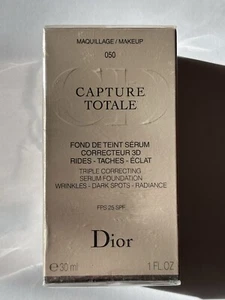 MAQUILLAGE / MAKEUP
050
CAPTURE
TOTALE
FOND DE TEINT SÉRUM
CORRECTEUR 3D
RIDES - TACHES - ÉCLAT
TRIPLE CORRECTING
SERUM FOUNDATION
WRINKLES - DARK SPOTS - RADIANCE
FPS 25 SPF
Dior
℮ 30 ml 1 FL.OZ